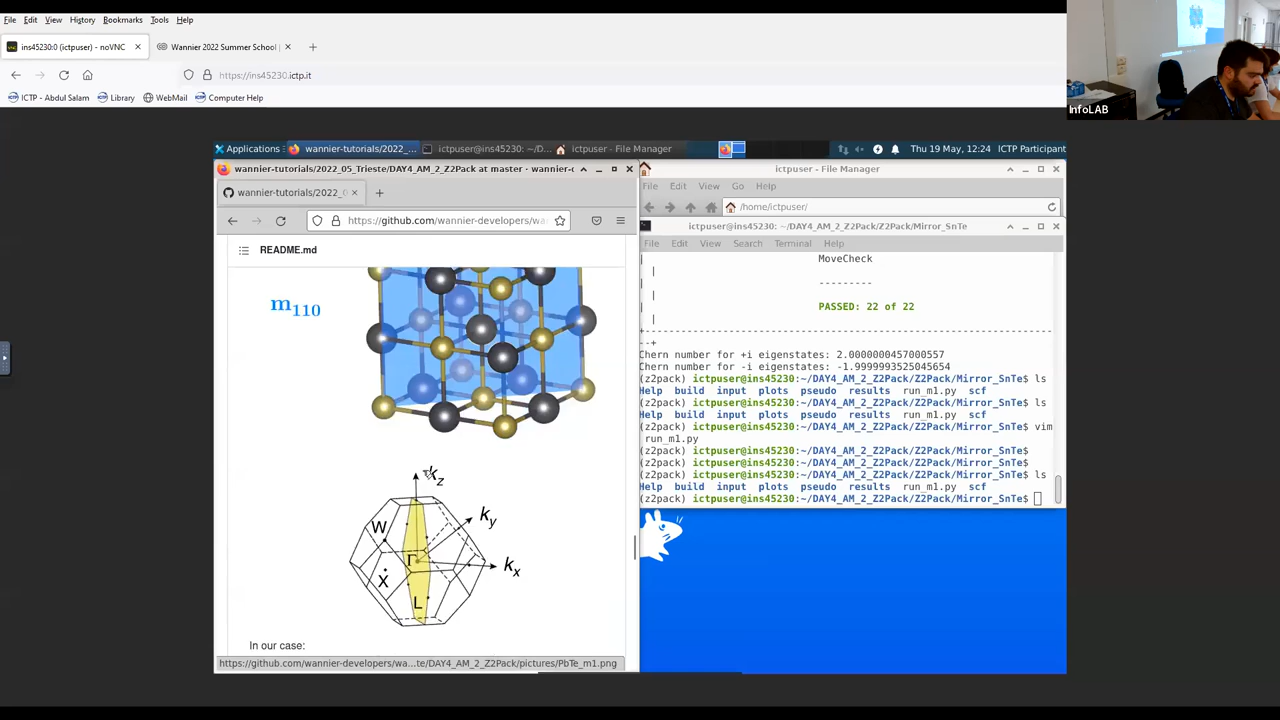 File Edit View History Bookmarks Tools Help
ins45230:0 (ictpuser) - noVNC
Wannier 2022 Summer School
https://ins45230.ictp.it
ICTP - Abdul Salam Library WebMail Computer Help
InfoLAB
Applications wannier-tutorials/2022_... ictpuser@ins45230: ~/D... ictpuser - File Manager Thu 19 May, 12:24 ICTP Participant
wannier-tutorials/2022_05_Trieste/DAY4_AM_2_Z2Pack at master · wannier-
wannier-tutorials/2022_
https://github.com/wannier-developers/wa
README.md
m110
kz
ky
kx
W
Γ
X
L
In our case:
https://github.com/wannier-developers/wa...te/DAY4_AM_2_Z2Pack/pictures/PbTe_m1.png
ictpuser - File Manager
File Edit View Go Help
/home/ictpuser/
ictpuser@ins45230: ~/DAY4_AM_2_Z2Pack/Z2Pack/Mirror_SnTe
File Edit View Search Terminal Help
| MoveCheck
|
| ---------
|
| PASSED: 22 of 22
|
+----------------------------------------------------
--+
Chern number for +i eigenstates: 2.0000000457000557
Chern number for -i eigenstates: -1.9999993525045654
(z2pack) ictpuser@ins45230:~/DAY4_AM_2_Z2Pack/Z2Pack/Mirror_SnTe$ ls
Help build input plots pseudo results run_m1.py scf
(z2pack) ictpuser@ins45230:~/DAY4_AM_2_Z2Pack/Z2Pack/Mirror_SnTe$ ls
Help build input plots pseudo results run_m1.py scf
(z2pack) ictpuser@ins45230:~/DAY4_AM_2_Z2Pack/Z2Pack/Mirror_SnTe$ vim
run_m1.py
(z2pack) ictpuser@ins45230:~/DAY4_AM_2_Z2Pack/Z2Pack/Mirror_SnTe$
(z2pack) ictpuser@ins45230:~/DAY4_AM_2_Z2Pack/Z2Pack/Mirror_SnTe$
(z2pack) ictpuser@ins45230:~/DAY4_AM_2_Z2Pack/Z2Pack/Mirror_SnTe$ ls
Help build input plots pseudo results run_m1.py scf
(z2pack) ictpuser@ins45230:~/DAY4_AM_2_Z2Pack/Z2Pack/Mirror_SnTe$